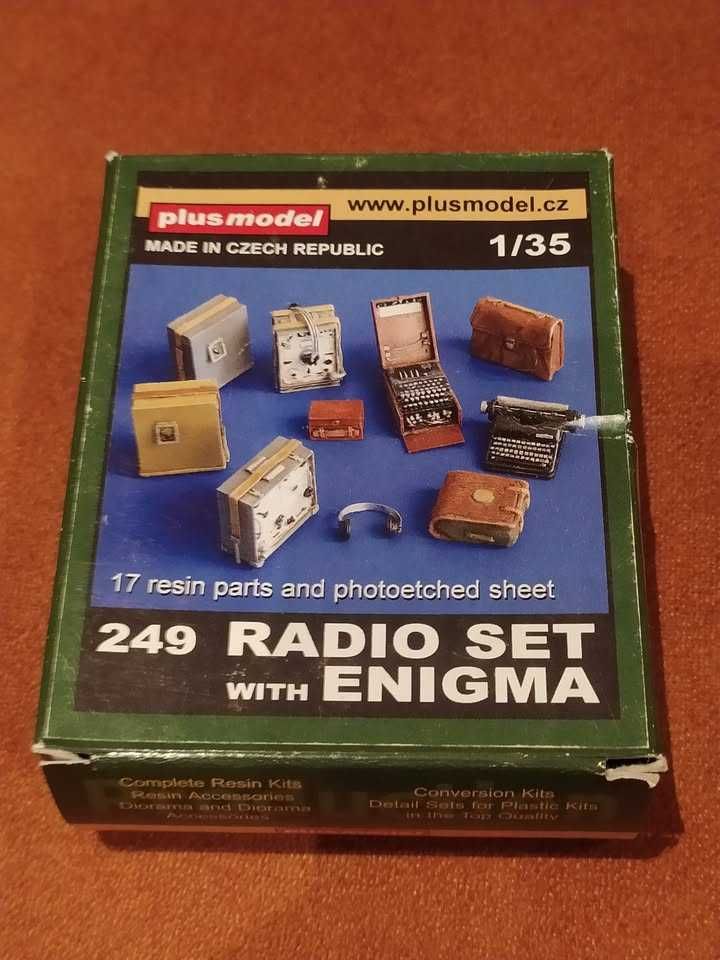 plusmodel
www.plusmodel.cz
MADE IN CZECH REPUBLIC
1/35
17 resin parts and photoetched sheet
249 RADIO SET
WITH ENIGMA
Complete Resin Kits
Resin Accessories
Diorama and Diorama
Accessories
Conversion Kits
Detail Sets for Plastic Kits
in the Top Quality